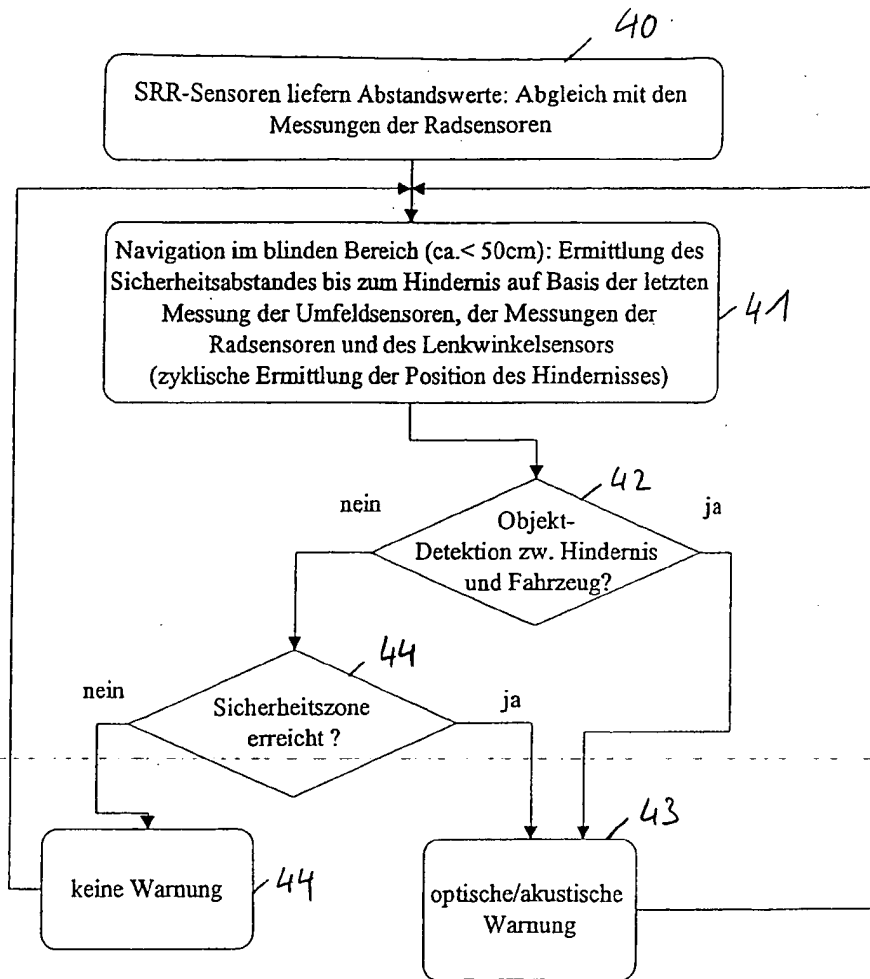 40
SRR-Sensoren liefern Abstandswerte: Abgleich mit den
Messungen der Radsensoren
Navigation im blinden Bereich (ca.< 50cm): Ermittlung des
Sicherheitsabstandes bis zum Hindernis auf Basis der letzten
Messung der Umfeldsensoren, der Messungen der
Radsensoren und des Lenkwinkelsensors
(zyklische Ermittlung der Position des Hindernisses)
41
42
nein
ja
Objekt-
Detektion zw. Hindernis
und Fahrzeug?
44
nein
ja
Sicherheitszone
erreicht ?
43
keine Warnung
44
optische/akustische
Warnung